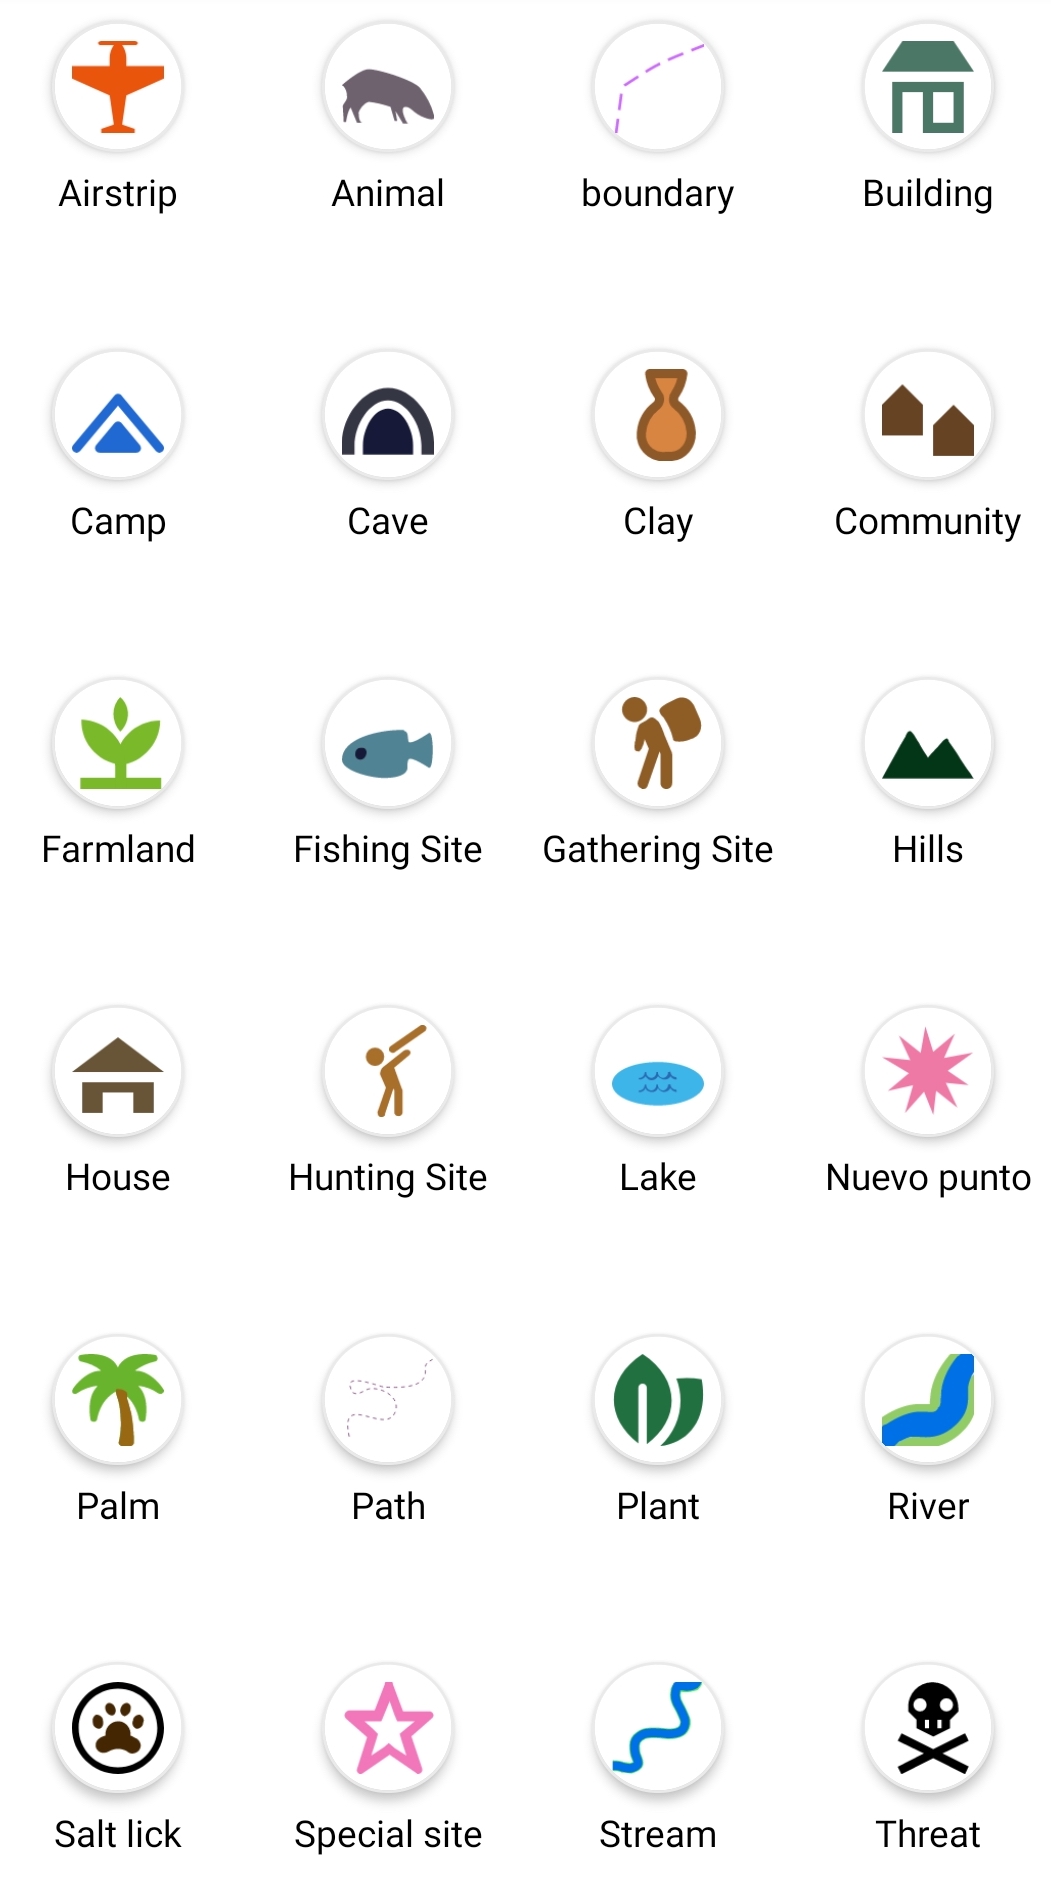 Airstrip
Animal
boundary
Building
Camp
Cave
Clay
Community
Farmland
Fishing Site
Gathering Site
Hills
House
Hunting Site
Lake
Nuevo punto
Palm
Path
Plant
River
Salt lick
Special site
Stream
Threat